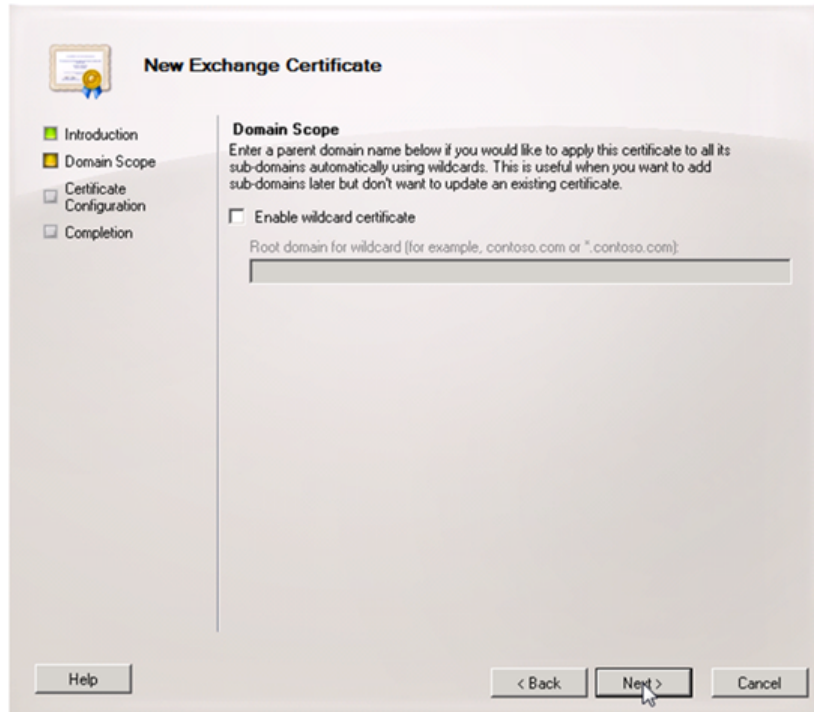 New Exchange Certificate
Introduction
Domain Scope
Certificate
Configuration
Completion
Domain Scope
Enter a parent domain name below if you would like to apply this certificate to all its
sub-domains automatically using wildcards. This is useful when you want to add
sub-domains later but don't want to update an existing certificate.
Enable wildcard certificate
Root domain for wildcard (for example, contoso.com or *.contoso.com):
Help
< Back
Next >
Cancel